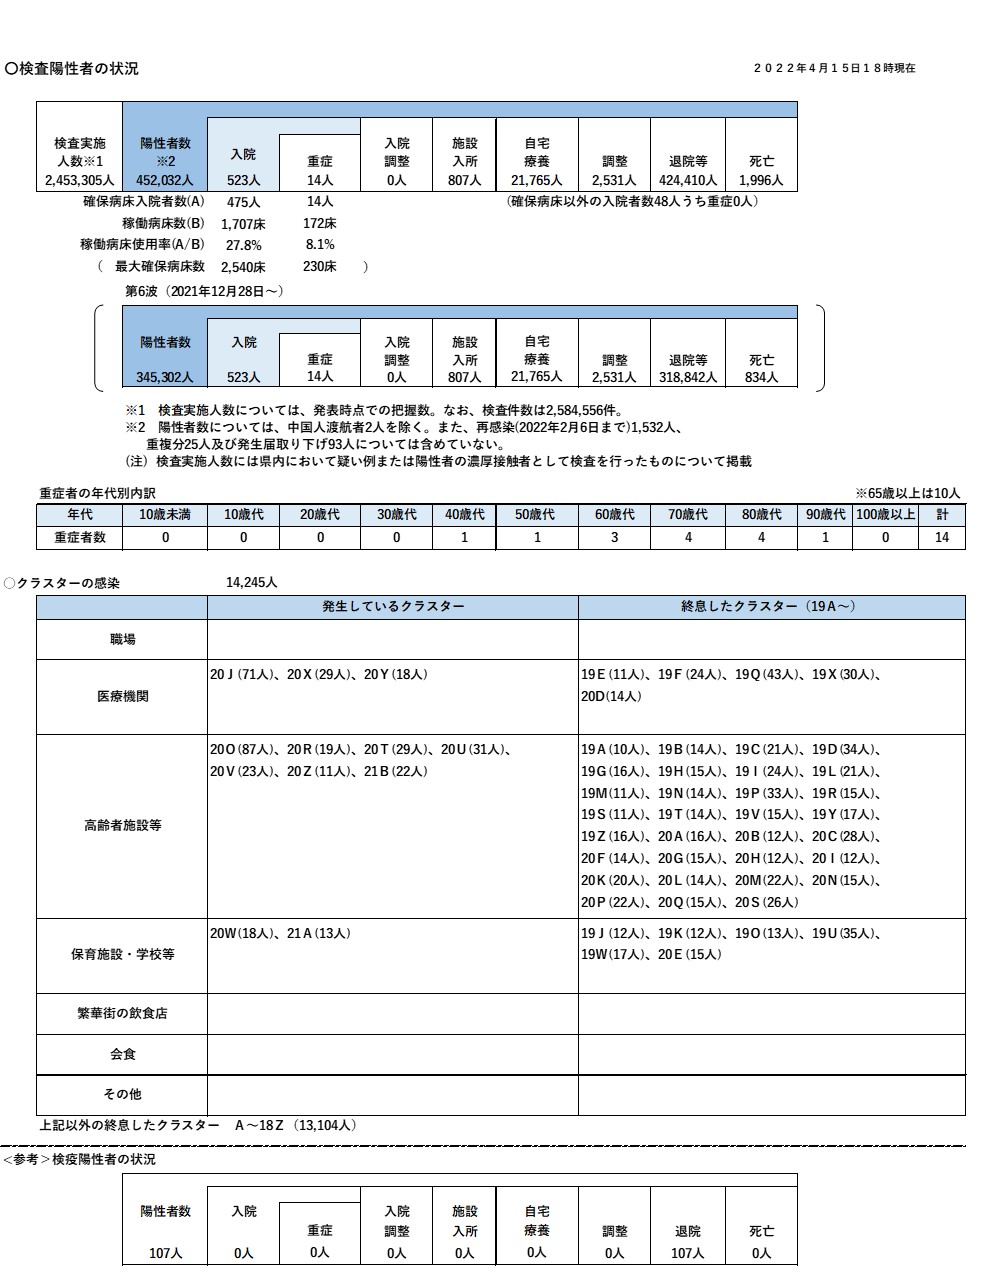 〇検査陽性者の状況
２０２２年４月１５日１８時現在
検査実施人数※1 陽性者数※2 入院 重症 入院調整 施設入所 自宅療養 調整 退院等 死亡
2,453,305人 452,032人 523人 14人 0人 807人 21,765人 2,531人 424,410人 1,996人
確保病床入院者数(A) 475人 14人 （確保病床以外の入院者数48人うち重症0人）
稼働病床数(B) 1,707床 172床
稼働病床使用率(A/B) 27.8% 8.1%
（ 最大確保病床数 2,540床 230床 ）
第6波（2021年12月28日～）
陽性者数 入院 重症 入院調整 施設入所 自宅療養 調整 退院等 死亡
345,302人 523人 14人 0人 807人 21,765人 2,531人 318,842人 834人
※1　検査実施人数については、発表時点での把握数。なお、検査件数は2,584,556件。
※2　陽性者数については、中国人渡航者2人を除く。また、再感染(2022年2月6日まで)1,532人、
重複分25人及び発生届取り下げ93人については含めていない。
（注）検査実施人数には県内において疑い例または陽性者の濃厚接触者として検査を行ったものについて掲載
重症者の年代別内訳 ※65歳以上は10人
年代 10歳未満 10歳代 20歳代 30歳代 40歳代 50歳代 60歳代 70歳代 80歳代 90歳代 100歳以上 計
重症者数 0 0 0 0 1 1 3 4 4 1 0 14
○クラスターの感染 14,245人
発生しているクラスター 終息したクラスター（19Ａ～）
職場
医療機関
20Ｊ(71人)、20Ｘ(29人)、20Ｙ(18人)
19Ｅ(11人)、19Ｆ(24人)、19Ｑ(43人)、19Ｘ(30人)、
20Ｄ(14人)
高齢者施設等
20Ｏ(87人)、20Ｒ(19人)、20Ｔ(29人)、20Ｕ(31人)、
20Ｖ(23人)、20Ｚ(11人)、21Ｂ(22人)
19Ａ(10人)、19Ｂ(14人)、19Ｃ(21人)、19Ｄ(34人)、
19Ｇ(16人)、19Ｈ(15人)、19Ｉ(24人)、19Ｌ(21人)、
19Ｍ(11人)、19Ｎ(14人)、19Ｐ(33人)、19Ｒ(15人)、
19Ｓ(11人)、19Ｔ(14人)、19Ｖ(15人)、19Ｙ(17人)、
19Ｚ(16人)、20Ａ(16人)、20Ｂ(12人)、20Ｃ(28人)、
20Ｆ(14人)、20Ｇ(15人)、20Ｈ(12人)、20Ｉ(12人)、
20Ｋ(20人)、20Ｌ(14人)、20Ｍ(22人)、20Ｎ(15人)、
20Ｐ(22人)、20Ｑ(15人)、20Ｓ(26人)
保育施設・学校等
20Ｗ(18人)、21Ａ(13人)
19Ｊ(12人)、19Ｋ(12人)、19Ｏ(13人)、19Ｕ(35人)、
19Ｗ(17人)、20Ｅ(15人)
繁華街の飲食店
会食
その他
上記以外の終息したクラスター　Ａ～18Ｚ（13,104人）
＜参考＞検疫陽性者の状況
陽性者数 入院 重症 入院調整 施設入所 自宅療養 調整 退院 死亡
107人 0人 0人 0人 0人 0人 0人 107人 0人